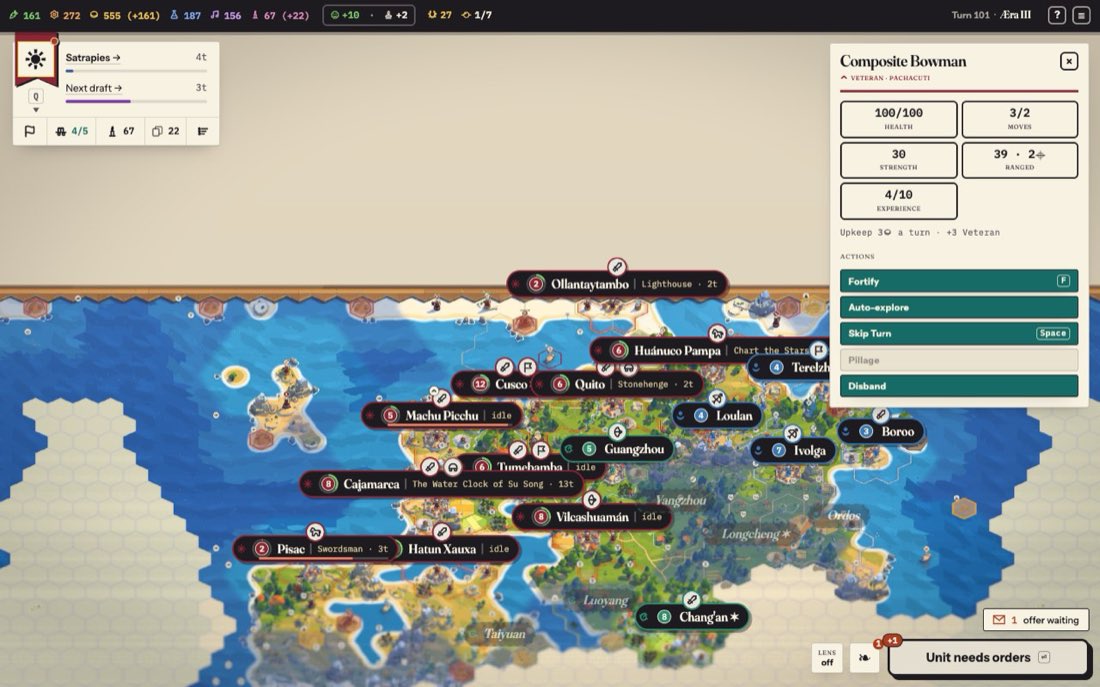 161 272 555 (+161) 187 156 67 (+22) +10 · +2 27 1/7
Turn 101 · Æra III ?
Satrapies → 4t
Q
Next draft → 3t
4/5 67 22
Composite Bowman
VETERAN · PACHACUTI
100/100
HEALTH
3/2
MOVES
30
STRENGTH
39 · 2
RANGED
4/10
EXPERIENCE
Upkeep 3 a turn · +3 Veteran
ACTIONS
Fortify F
Auto-explore
Skip Turn Space
Pillage
Disband
2 Ollantaytambo | Lighthouse · 2t
6 Huánuco Pampa | Chart the Stars
4 Terelzh
12 Cusco
6 Quito | Stonehenge · 2t
5 Machu Picchu | idle
4 Loulan
3 Boroo
5 Guangzhou
7 Ivolga
6 Tumebamba idle
8 Cajamarca | The Water Clock of Su Song · 13t
Yangzhou
8 Vilcashuamán | idle
Ordos
Longcheng
2 Pisac | Swordsman · 3t
Hatun Xauxa | idle
Luoyang
8 Chang'an
Taiyuan
1 offer waiting
LENS
off
1
+1
Unit needs orders